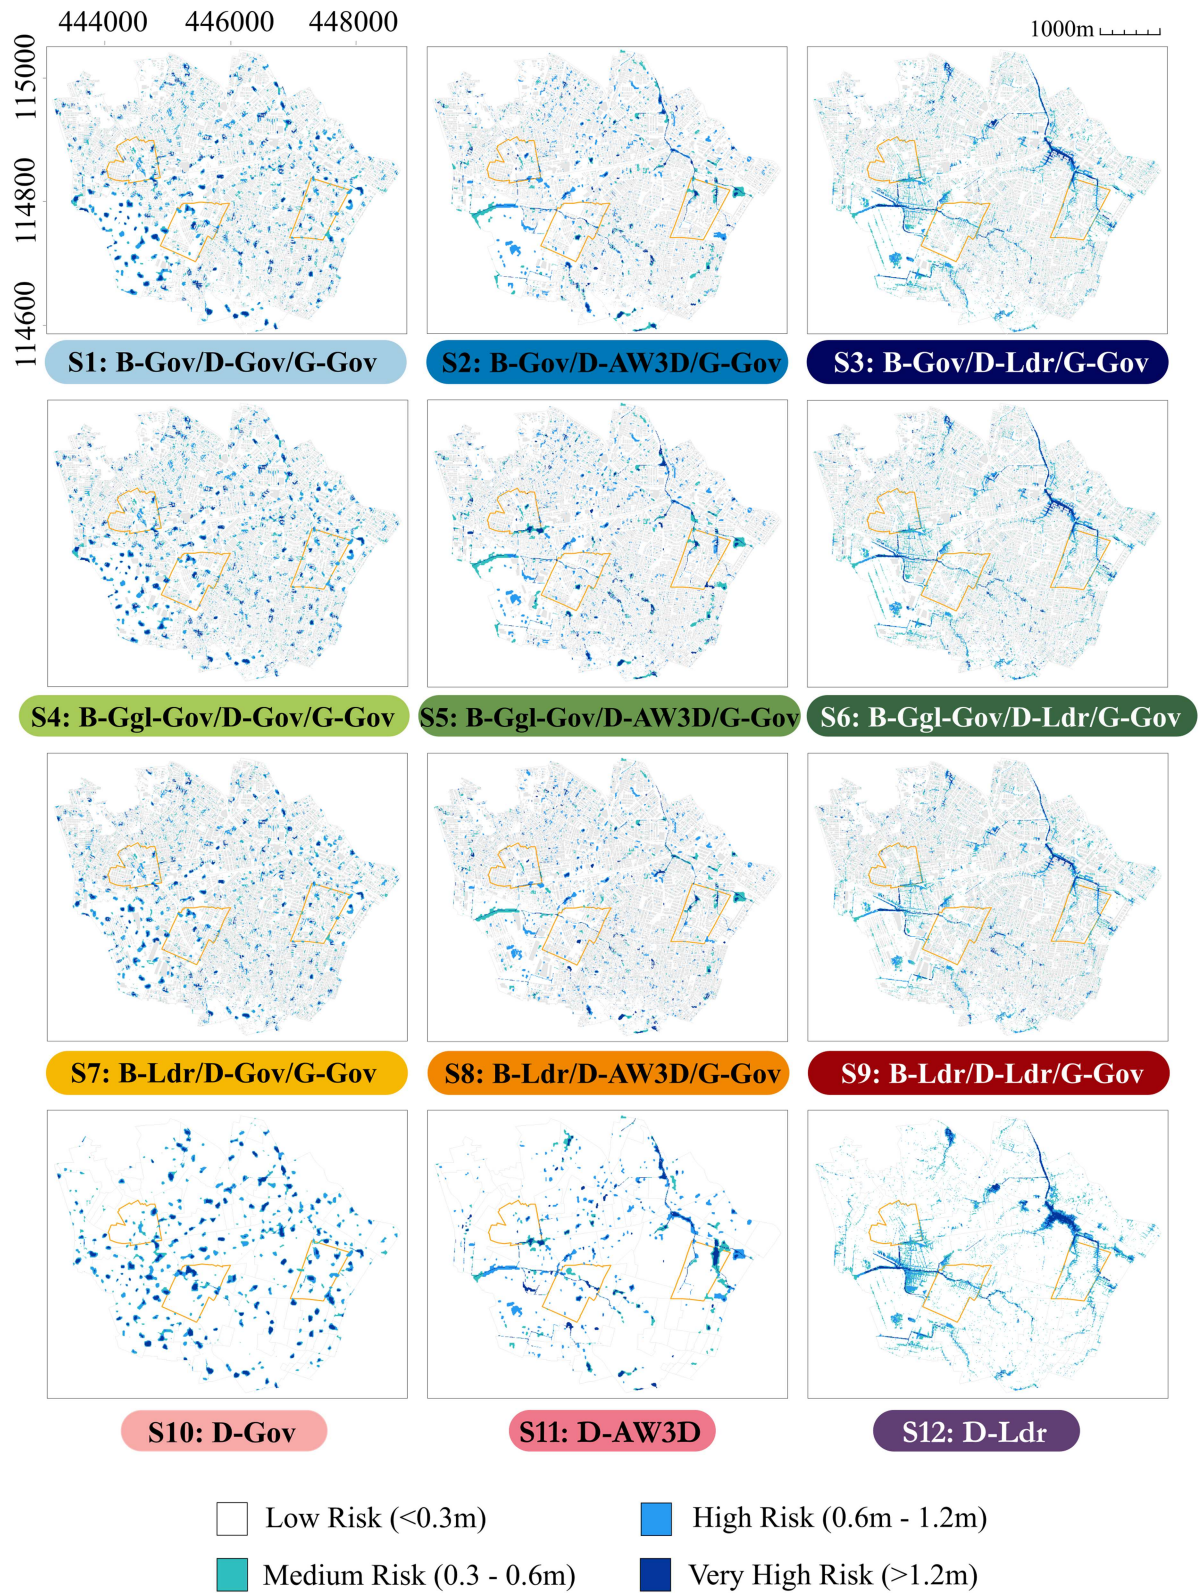 444000 446000 448000
1000m
115000
114800
114600
S1: B-Gov/D-Gov/G-Gov
S2: B-Gov/D-AW3D/G-Gov
S3: B-Gov/D-Ldr/G-Gov
S4: B-Ggl-Gov/D-Gov/G-Gov
S5: B-Ggl-Gov/D-AW3D/G-Gov
S6: B-Ggl-Gov/D-Ldr/G-Gov
S7: B-Ldr/D-Gov/G-Gov
S8: B-Ldr/D-AW3D/G-Gov
S9: B-Ldr/D-Ldr/G-Gov
S10: D-Gov
S11: D-AW3D
S12: D-Ldr
Low Risk (<0.3m)
High Risk (0.6m - 1.2m)
Medium Risk (0.3 - 0.6m)
Very High Risk (>1.2m)